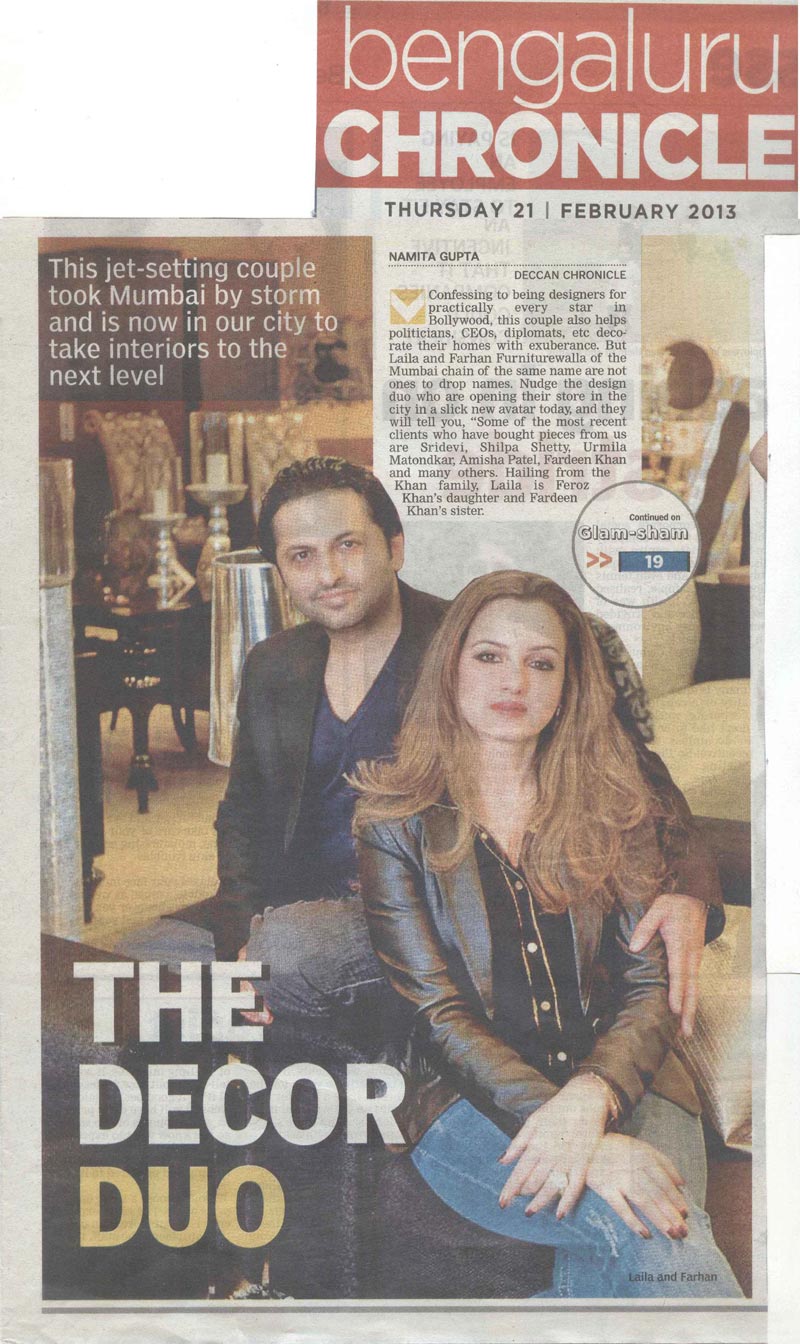 bengaluru
CHRONICLE
THURSDAY 21 | FEBRUARY 2013
This jet-setting couple
took Mumbai by storm
and is now in our city to
take interiors to the
next level
NAMITA GUPTA
DECCAN CHRONICLE
Confessing to being designers for
practically every star in
Bollywood, this couple also helps
politicians, CEOs, diplomats, etc deco-
rate their homes with exuberance. But
Laila and Farhan Furniturewalla of the
Mumbai chain of the same name are not
ones to drop names. Nudge the design
duo who are opening their store in the
city in a slick new avatar today, and they
will tell you, “Some of the most recent
clients who have bought pieces from us
are Sridevi, Shilpa Shetty, Urmila
Matondkar, Amisha Patel, Fardeen Khan
and many others. Hailing from the
Khan family, Laila is Feroz
Khan's daughter and Fardeen
Khan's sister.
Continued on
Glam-sham
>> 19
THE
DECOR
DUO
Laila and Farhan